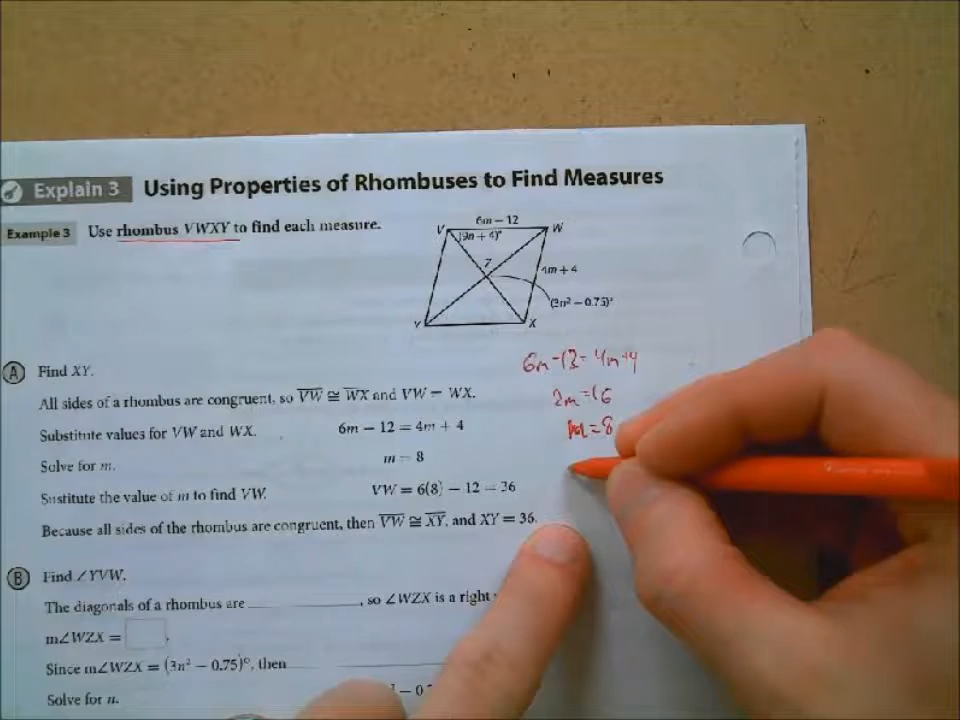 Explain 3 Using Properties of Rhombuses to Find Measures
Example 3 Use rhombus VWXY to find each measure.
6m − 12
V W
(9n + 4)°
Z
4m + 4
(3n² − 0.75)°
Y X
A Find XY.
6m-12=4m+4
All sides of a rhombus are congruent, so VW ≅ WX and VW = WX.
2m=16
Substitute values for VW and WX. 6m − 12 = 4m + 4
m=8
Solve for m. m = 8
Sustitute the value of m to find VW. VW = 6(8) − 12 = 36
Because all sides of the rhombus are congruent, then VW ≅ XY, and XY = 36.
B Find ∠YVW.
The diagonals of a rhombus are ____________, so ∠WZX is a right
m∠WZX = .
Since m∠WZX = (3n² − 0.75)°, then
Solve for n.